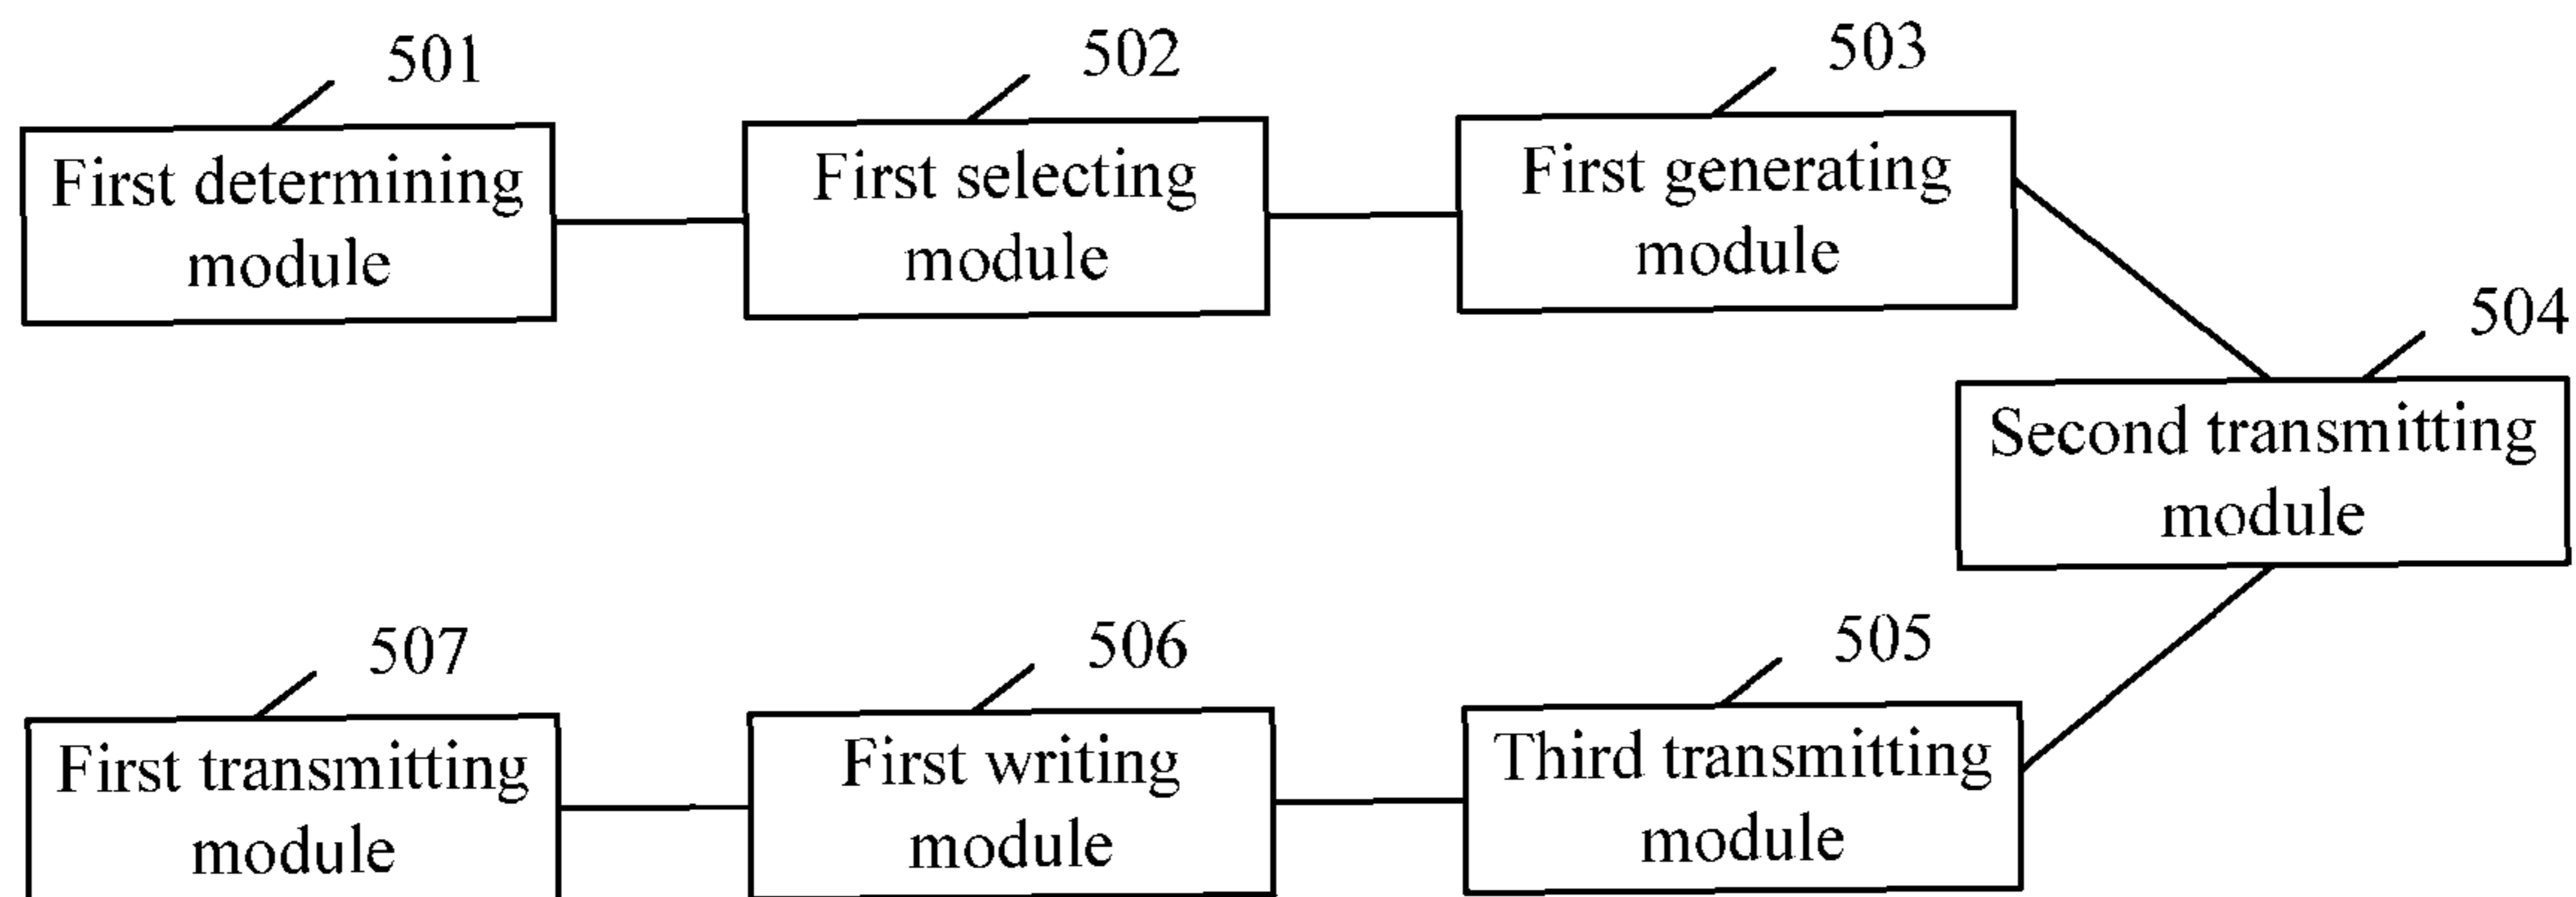 501
First determining
module
502
First selecting
module
503
First generating
module
504
Second transmitting
module
507
First transmitting
module
506
First writing
module
505
Third transmitting
module